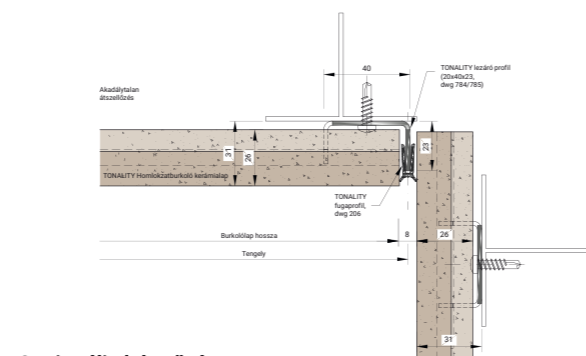 40
TONALITY lezáró profil
(20x40x23,
dwg 784/785)
Akadálytalan
átszellőzés
31
26
23
TONALITY Homlokzatburkoló kerámialap
TONALITY
fugaprofil,
dwg 206
Burkolólap hossza
8
26
Tengely
31